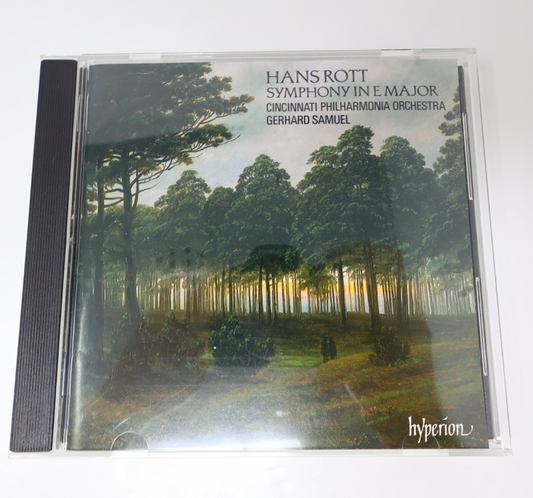 HANS ROTT
SYMPHONY IN E MAJOR
CINCINNATI PHILHARMONIA ORCHESTRA
GERHARD SAMUEL
hyperion